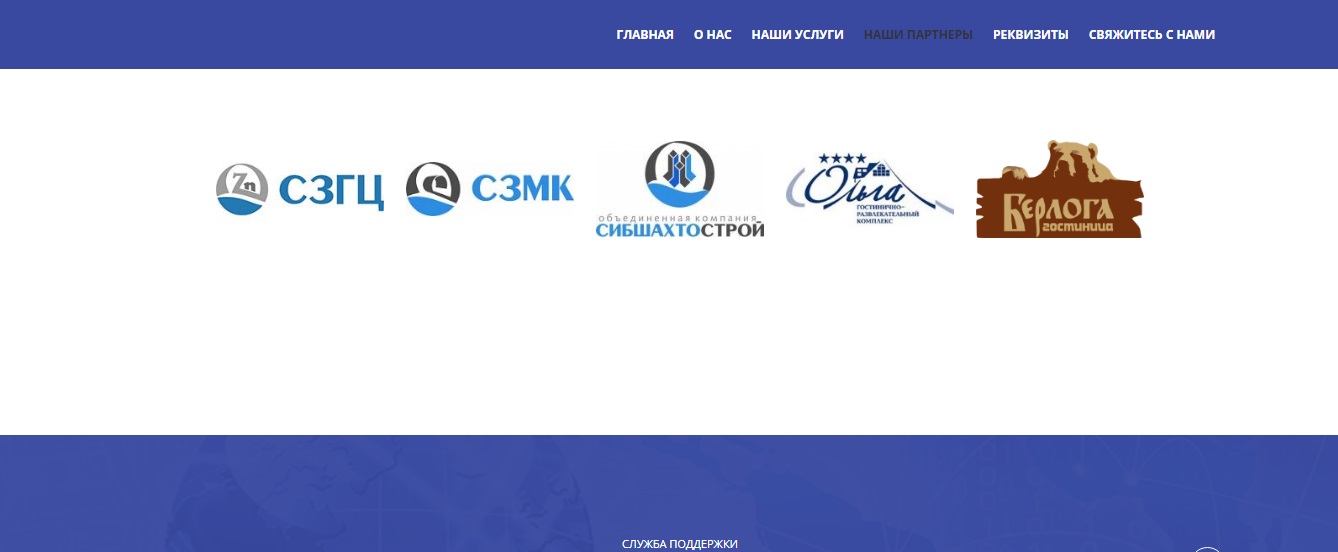 ГЛАВНАЯ О НАС НАШИ УСЛУГИ НАШИ ПАРТНЕРЫ РЕКВИЗИТЫ СВЯЖИТЕСЬ С НАМИ
Zn СЗГЦ
СЗМК
объединенная компания
СИБШАХТОСТРОЙ
Ольга
ГОСТИНИЧНО-
РАЗВЛЕКАТЕЛЬНЫЙ
КОМПЛЕКС
БЕРЛОГА
гостиница
СЛУЖБА ПОДДЕРЖКИ